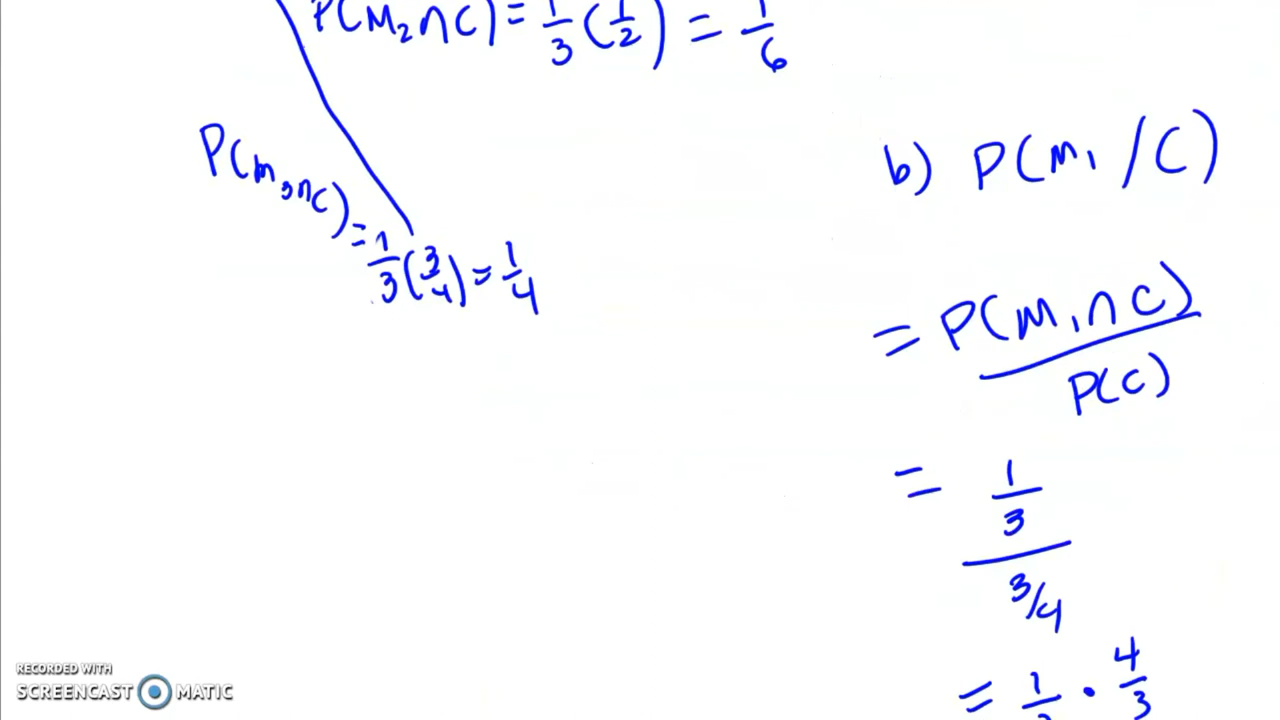 P(M₂∩C) = 1/3 (1/2) = 1/6
P(M₃∩C) = 1/3 (3/4) = 1/4
b) P(M₁/C)
= P(M₁∩C) / P(C)
= 1/3 / 3/4
= 1/3 · 4/3
RECORDED WITH
SCREENCAST MATIC